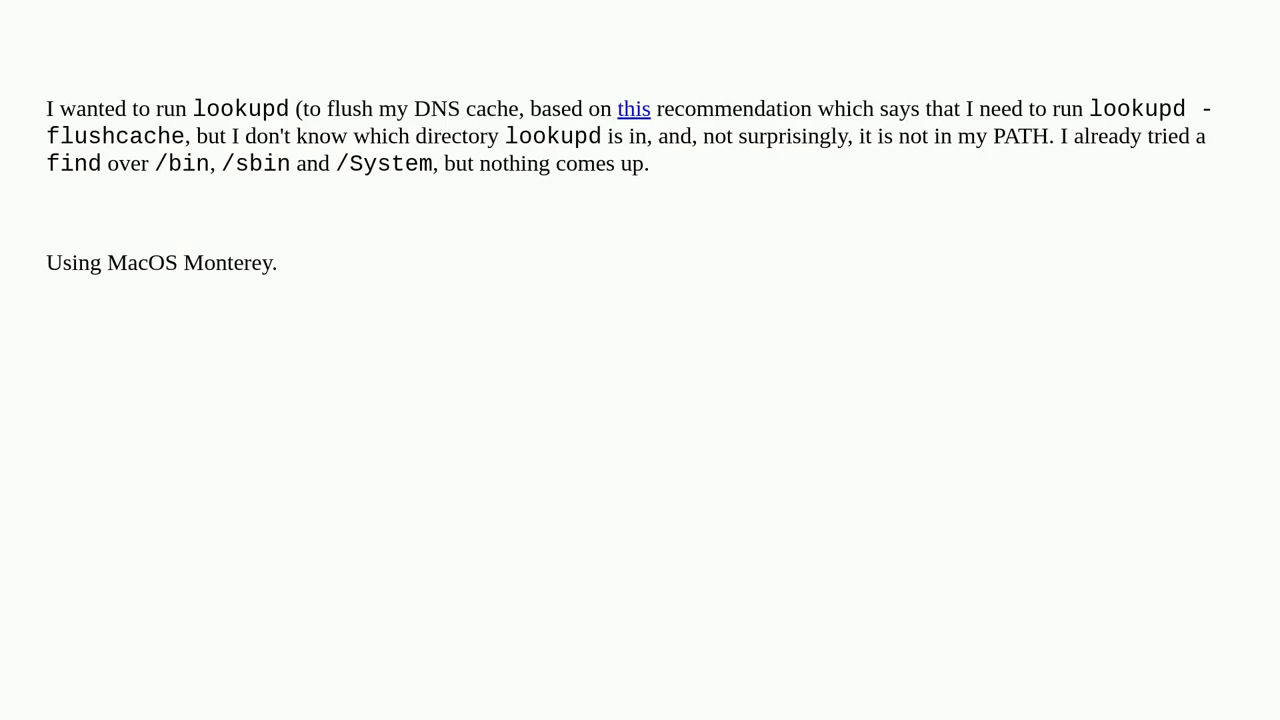 I wanted to run lookupd (to flush my DNS cache, based on this recommendation which says that I need to run lookupd -
flushcache, but I don't know which directory lookupd is in, and, not surprisingly, it is not in my PATH. I already tried a
find over /bin, /sbin and /System, but nothing comes up.
Using MacOS Monterey.